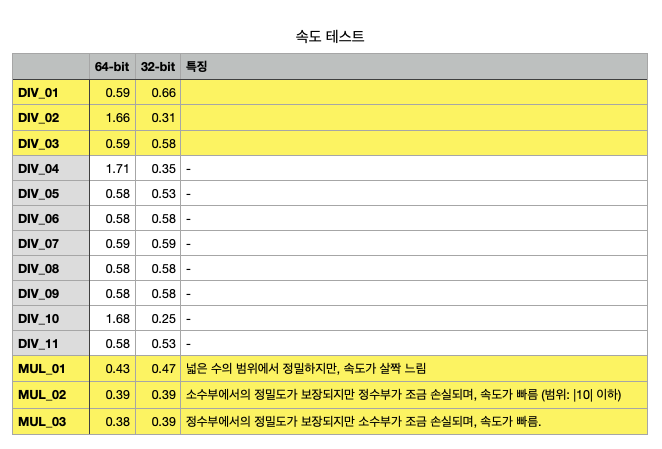 속도 테스트
64-bit 32-bit 특징
DIV_01 0.59 0.66
DIV_02 1.66 0.31
DIV_03 0.59 0.58
DIV_04 1.71 0.35 -
DIV_05 0.58 0.53 -
DIV_06 0.58 0.58 -
DIV_07 0.59 0.59 -
DIV_08 0.58 0.58 -
DIV_09 0.58 0.58 -
DIV_10 1.68 0.25 -
DIV_11 0.58 0.53 -
MUL_01 0.43 0.47 넓은 수의 범위에서 정밀하지만, 속도가 살짝 느림
MUL_02 0.39 0.39 소수부에서의 정밀도가 보장되지만 정수부가 조금 손실되며, 속도가 빠름 (범위: |10| 이하)
MUL_03 0.38 0.39 정수부에서의 정밀도가 보장되지만 소수부가 조금 손실되며, 속도가 빠름.